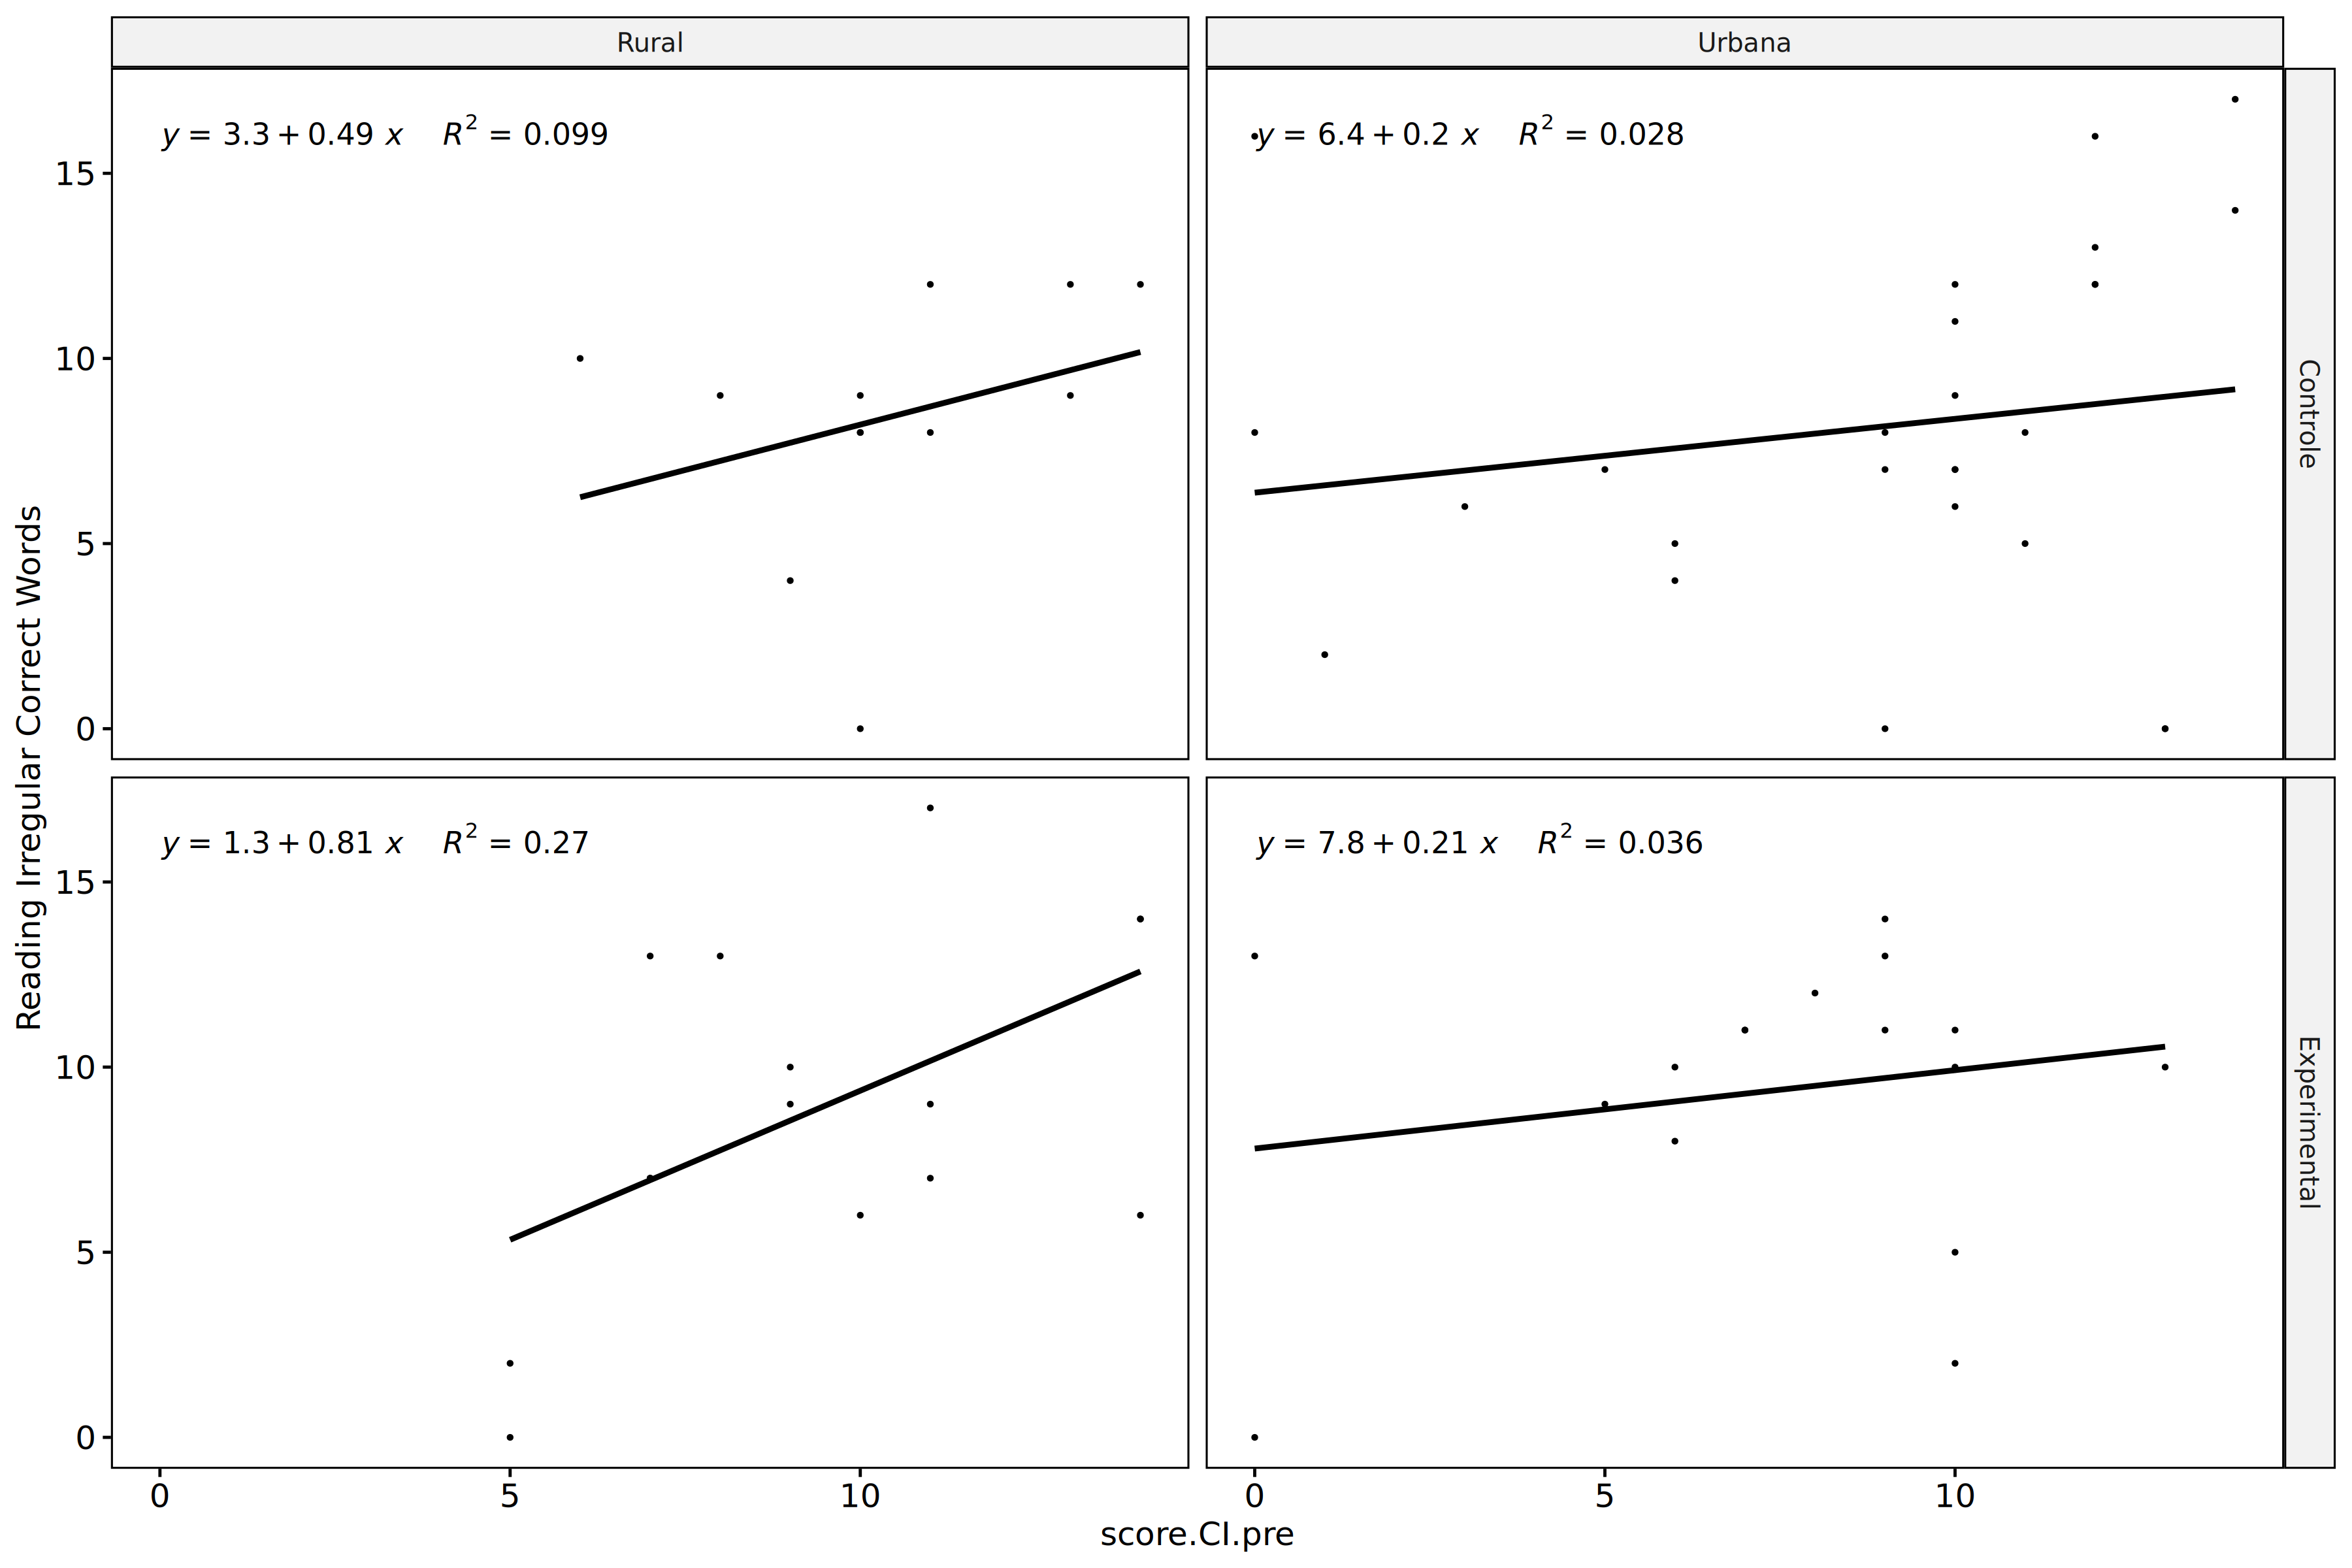 Rural
Urbana
y = 3.3 + 0.49 x R² = 0.099
y = 6.4 + 0.2 x R² = 0.028
Controle
15
10
5
0
Reading Irregular Correct Words
y = 1.3 + 0.81 x R² = 0.27
y = 7.8 + 0.21 x R² = 0.036
Experimental
15
10
5
0
0 5 10
0 5 10
score.CI.pre